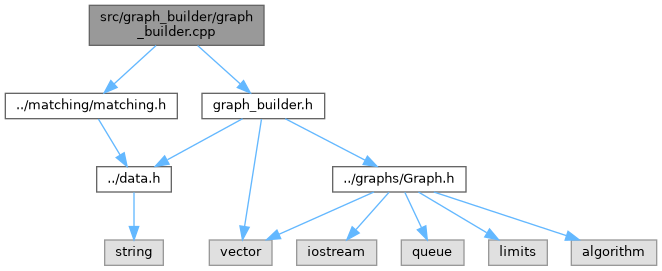 src/graph_builder/graph
_builder.cpp
../matching/matching.h
graph_builder.h
../data.h
../graphs/Graph.h
string
vector
iostream
queue
limits
algorithm